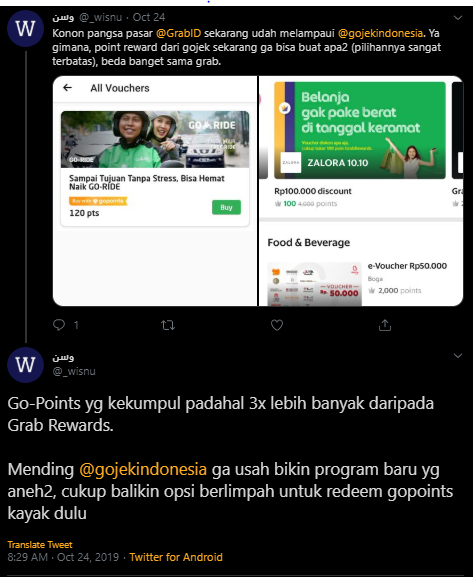 وسن @_wisnu · Oct 24
Konon pangsa pasar @GrabID sekarang udah melampaui @gojekindonesia. Ya
gimana, point reward dari gojek sekarang ga bisa buat apa2 (pilihannya sangat
terbatas), beda banget sama grab.
All Vouchers
GO-RIDE
GO-RIDE
Sampai Tujuan Tanpa Stress, Bisa Hemat
Naik GO-RIDE
Buy with gopoints
120 pts
Buy
Belanja
gak pake berat
di tanggal keramat
ZALORA
ZALORA 10.10
Rp100.000 discount
100 4,000 points
Gra
Food & Beverage
VOUCHER
Rp 50.000
e-Voucher Rp50.000
Boga
2,000 points
1
W
وسن
@_wisnu
Go-Points yg kekumpul padahal 3x lebih banyak daripada
Grab Rewards.
Mending @gojekindonesia ga usah bikin program baru yg
aneh2, cukup balikin opsi berlimpah untuk redeem gopoints
kayak dulu
Translate Tweet
8:29 AM · Oct 24, 2019 · Twitter for Android